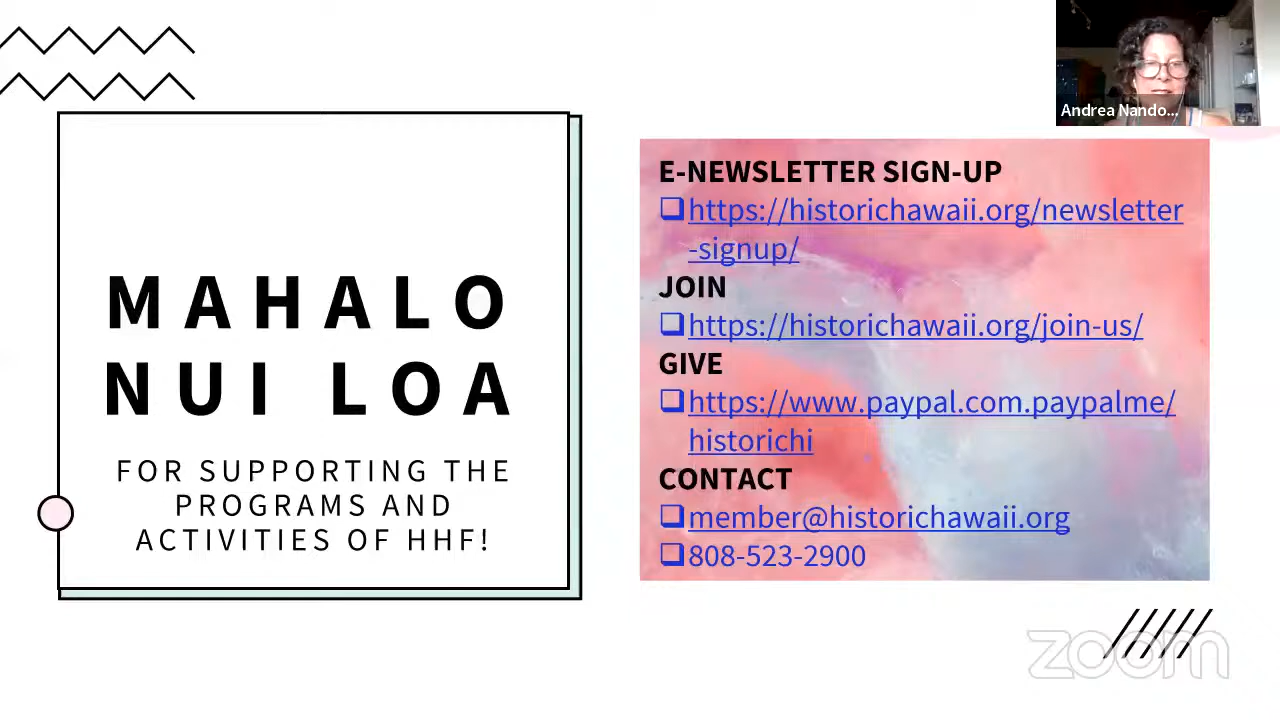 Andrea Nando...
MAHALO
NUI LOA
FOR SUPPORTING THE
PROGRAMS AND
ACTIVITIES OF HHF!
E-NEWSLETTER SIGN-UP
https://historichawaii.org/newsletter
-signup/
JOIN
https://historichawaii.org/join-us/
GIVE
https://www.paypal.com.paypalme/
historichi
CONTACT
member@historichawaii.org
808-523-2900
zoom